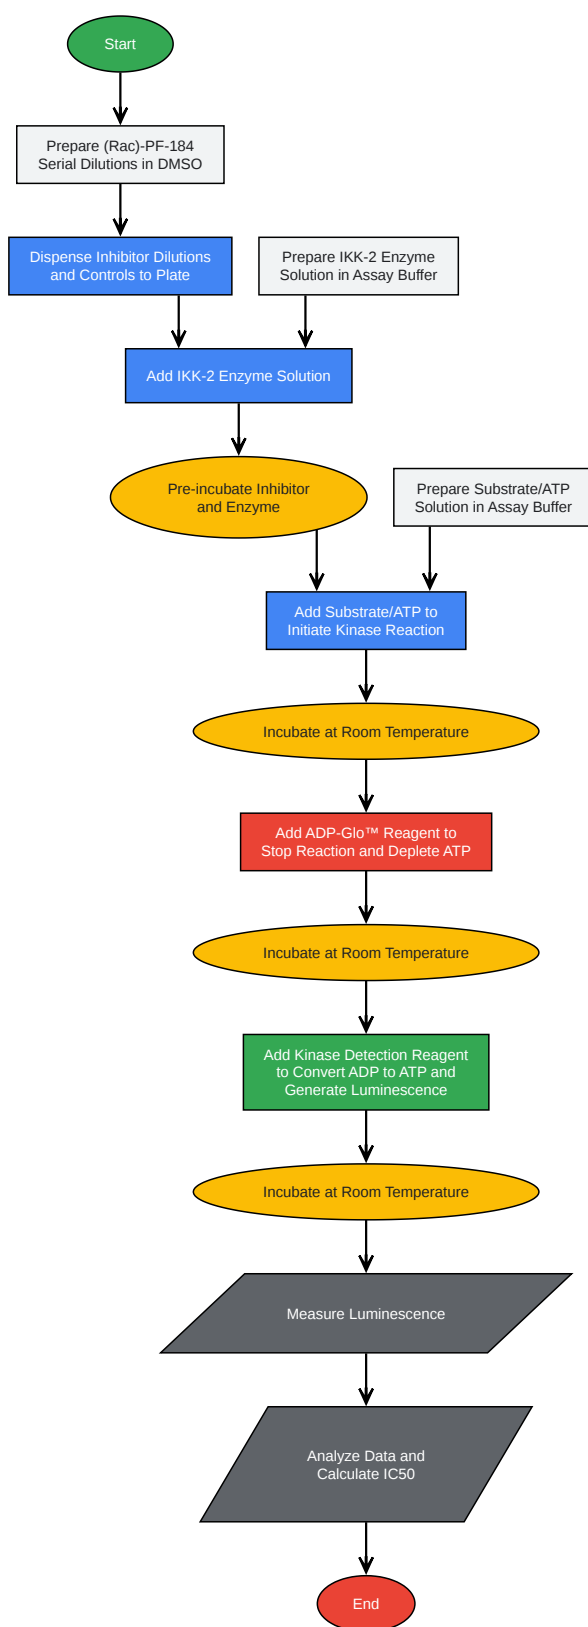 Start
Prepare (Rac)-PF-184
Serial Dilutions in DMSO
Dispense Inhibitor Dilutions
and Controls to Plate
Prepare IKK-2 Enzyme
Solution in Assay Buffer
Add IKK-2 Enzyme Solution
Pre-incubate Inhibitor
and Enzyme
Prepare Substrate/ATP
Solution in Assay Buffer
Add Substrate/ATP to
Initiate Kinase Reaction
Incubate at Room Temperature
Add ADP-Glo™ Reagent to
Stop Reaction and Deplete ATP
Incubate at Room Temperature
Add Kinase Detection Reagent
to Convert ADP to ATP and
Generate Luminescence
Incubate at Room Temperature
Measure Luminescence
Analyze Data and
Calculate IC50
End